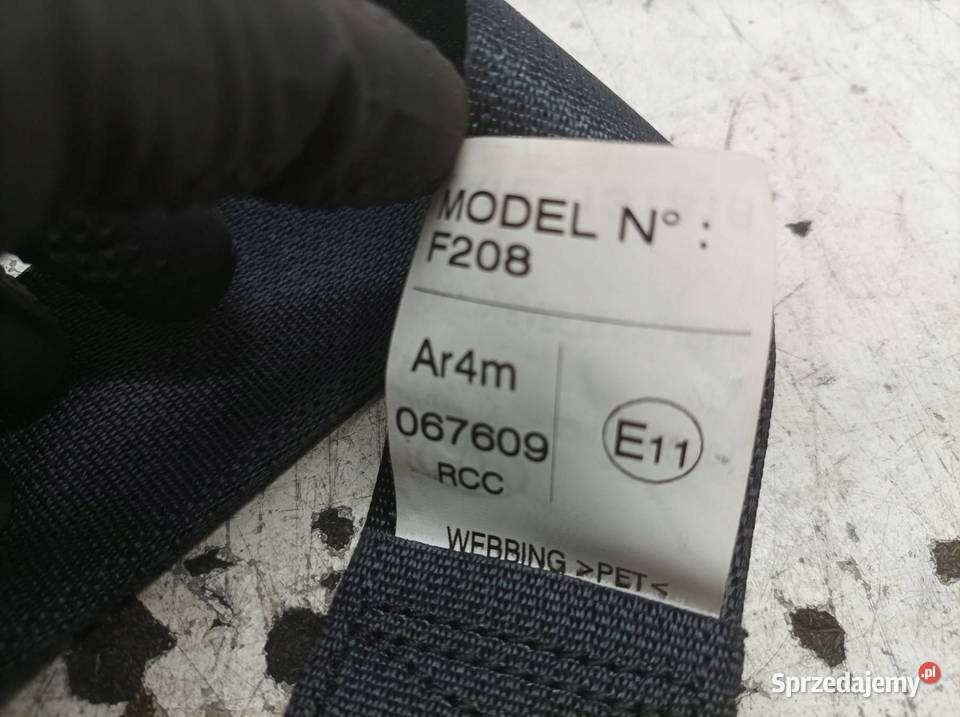 MODEL N° :
F208
Ar4m
067609
RCC
E11
WEBBING >PET<
Sprzedajemy.pl